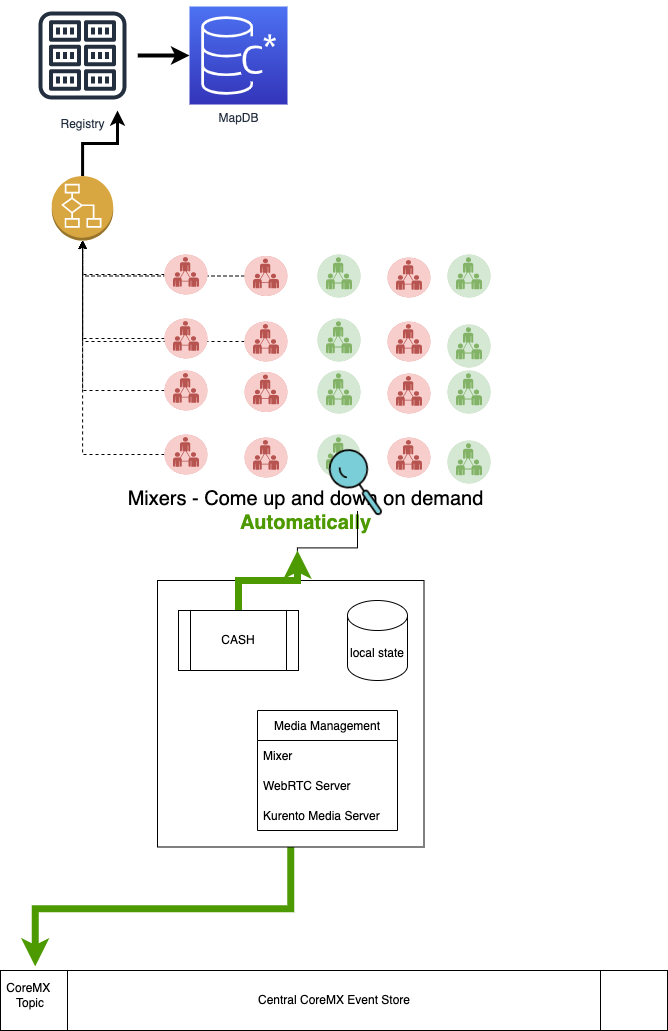 C*
Registry
MapDB
Mixers - Come up and down on demand
Automatically
CASH
local state
Media Management
Mixer
WebRTC Server
Kurento Media Server
CoreMX
Topic
Central CoreMX Event Store